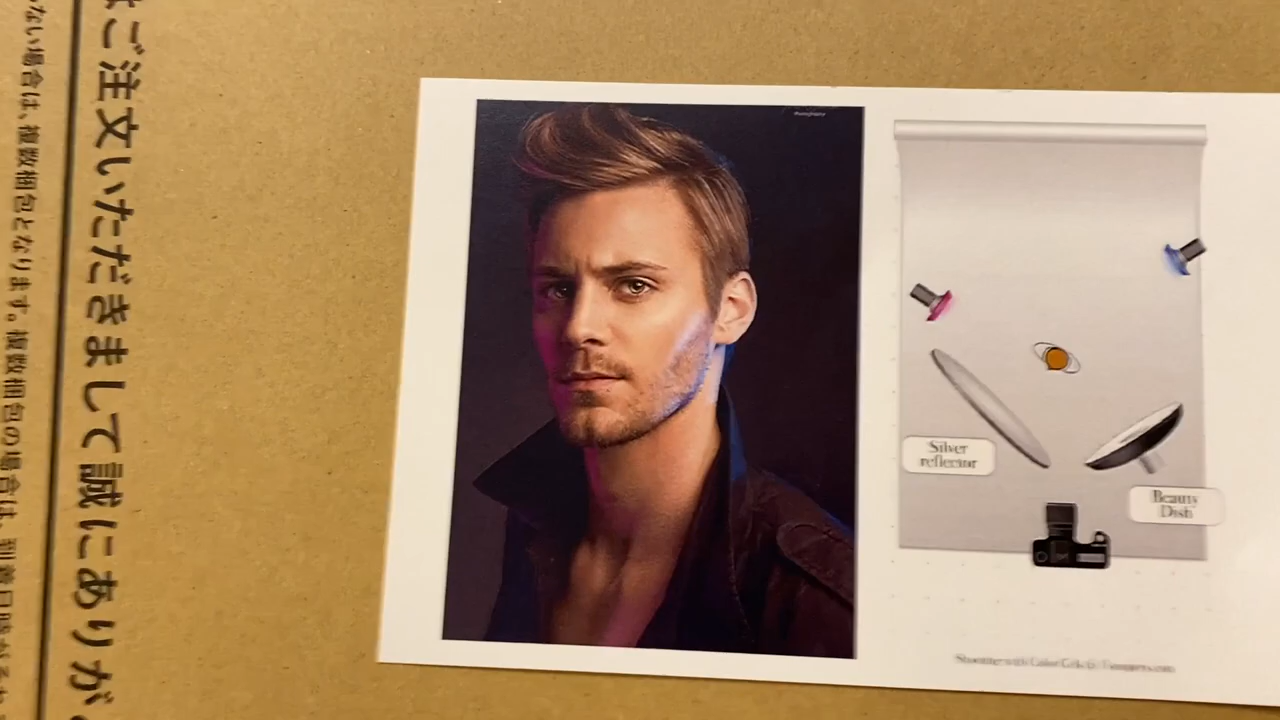 はご注文いただきまして誠にありが
ない場合は、複数梱包となります。複数梱包の場合は、到着日時が
Silver
reflector
Beauty
Dish